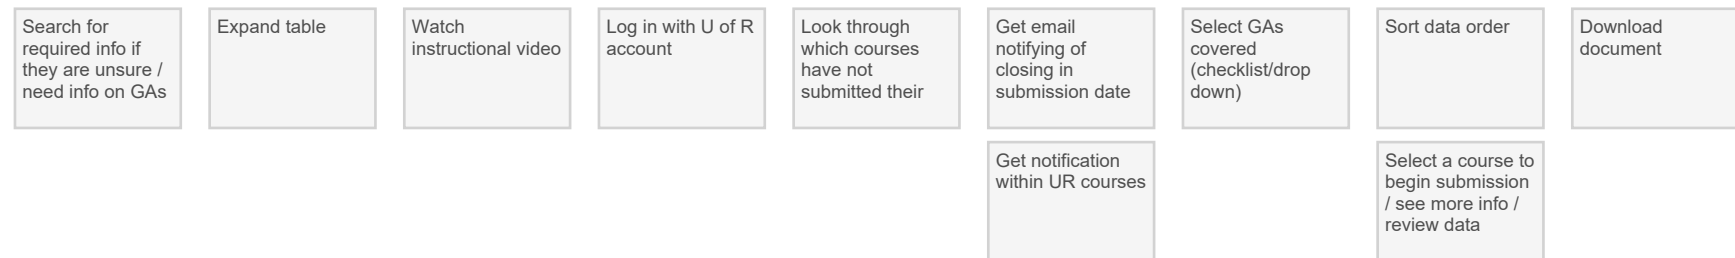 Search for
required info if
they are unsure /
need info on GAs
Expand table
Watch
instructional video
Log in with U of R
account
Look through
which courses
have not
submitted their
Get email
notifying of
closing in
submission date
Select GAs
covered
(checklist/drop
down)
Sort data order
Download
document
Get notification
within UR courses
Select a course to
begin submission
/ see more info /
review data